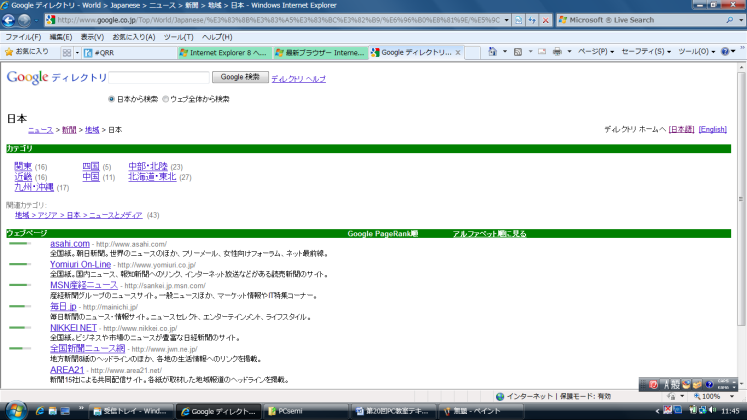 Google ディレクトリ - World > Japanese > ニュース > 新聞 > 地域 > 日本 - Windows Internet Explorer
http://www.google.co.jp/Top/World/Japanese/%E3%83%8B%E3%83%A5%E3%83%BC%E3%82%B9/%E6%96%B0%E8%81%9E/%E5%9C
Microsoft ® Live Search
ファイル(F) 編集(E) 表示(V) お気に入り(A) ツール(T) ヘルプ(H)
お気に入り #QRR Internet Explorer 8 へ... 最新ブラウザー Interne... Google ディレクトリ... ページ(P) セーフティ(S) ツール(O)
Google ディレクトリ Google 検索 ディレクトリ ヘルプ
日本から検索 ウェブ全体から検索
日本
ニュース > 新聞 > 地域 > 日本 ディレクトリ ホームへ [日本語] [English]
カテゴリ
関東 (16) 四国 (5) 中部・北陸 (23)
近畿 (16) 中国 (11) 北海道・東北 (27)
九州・沖縄 (17)
関連カテゴリ:
地域 > アジア > 日本 > ニュースとメディア (43)
ウェブページ Google PageRank順 アルファベット順に見る
asahi.com - http://www.asahi.com/
全国紙。朝日新聞。世界のニュースのほか、フリーメール、女性向けフォーラム、ネット最前線。
Yomiuri On-Line - http://www.yomiuri.co.jp/
全国紙。国内ニュース、報知新聞へのリンク、インターネット放送などがある読売新聞のサイト。
MSN産経ニュース - http://sankei.jp.msn.com/
産経新聞グループのニュースサイト。一般ニュースほか、マーケット情報やIT特集コーナー。
毎日.jp - http://mainichi.jp/
毎日新聞のニュース・情報サイト。ニュースセレクト、エンターテインメント、ライフスタイル。
NIKKEI NET - http://www.nikkei.co.jp/
全国紙。ビジネスや市場のニュースが豊富な日経新聞のサイト。
全国新聞ニュース網 - http://www.jwn.ne.jp/
地方新聞8紙のヘッドラインのほか、各地の生活情報へのリンクを掲載。
AREA21 - http://www.area21.net/
新聞15社による共同配信サイト。各紙が取材した地域報道のヘッドラインを掲載。
インターネット | 保護モード: 有効 100%
受信トレイ - Wind... Google ディレクト... PCsemi 第20回PC教室テキ... 無題 - ペイント 11:45